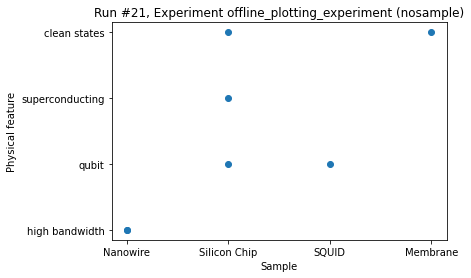 Run #21, Experiment offline_plotting_experiment (nosample)
clean states
superconducting
qubit
high bandwidth
Physical feature
Nanowire Silicon Chip SQUID Membrane
Sample